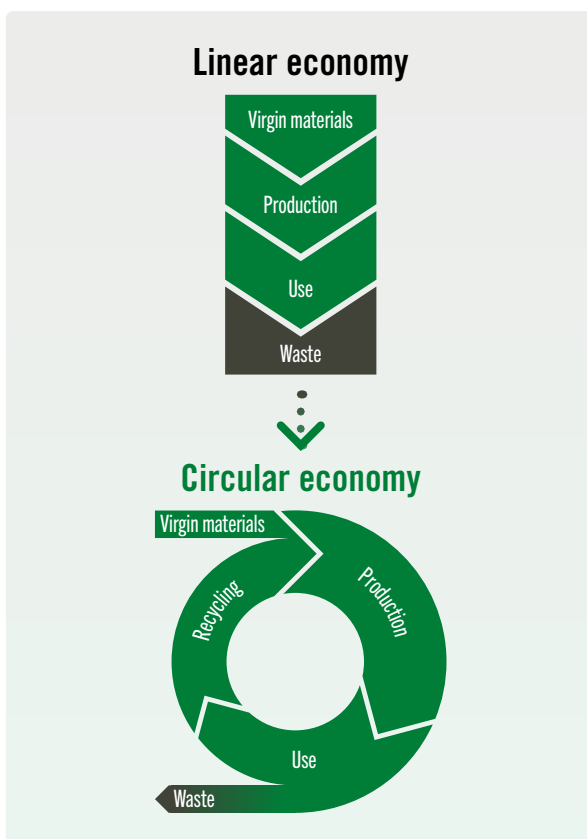 Linear economy
Virgin materials
Production
Use
Waste
Circular economy
Virgin materials
Production
Recycling
Use
Waste